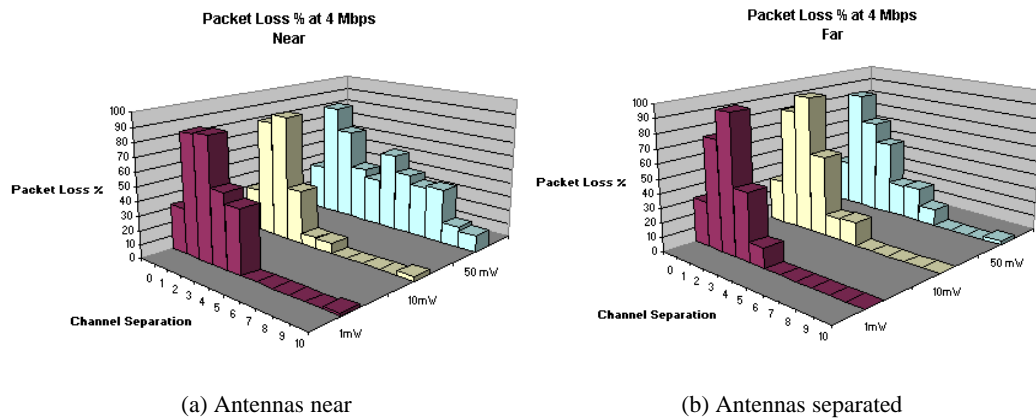 Packet Loss % at 4 Mbps
Near
100
90
80
70
60
50
40
30
20
10
0
Packet Loss %
0
1
2
3
4
5
6
7
8
9
10
Channel Separation
1mW
10mW
50 mW
(a) Antennas near
Packet Loss % at 4 Mbps
Far
100
90
80
70
60
50
40
30
20
10
0
Packet Loss %
0
1
2
3
4
5
6
7
8
9
10
Channel Separation
1mW
10mW
50 mW
(b) Antennas separated